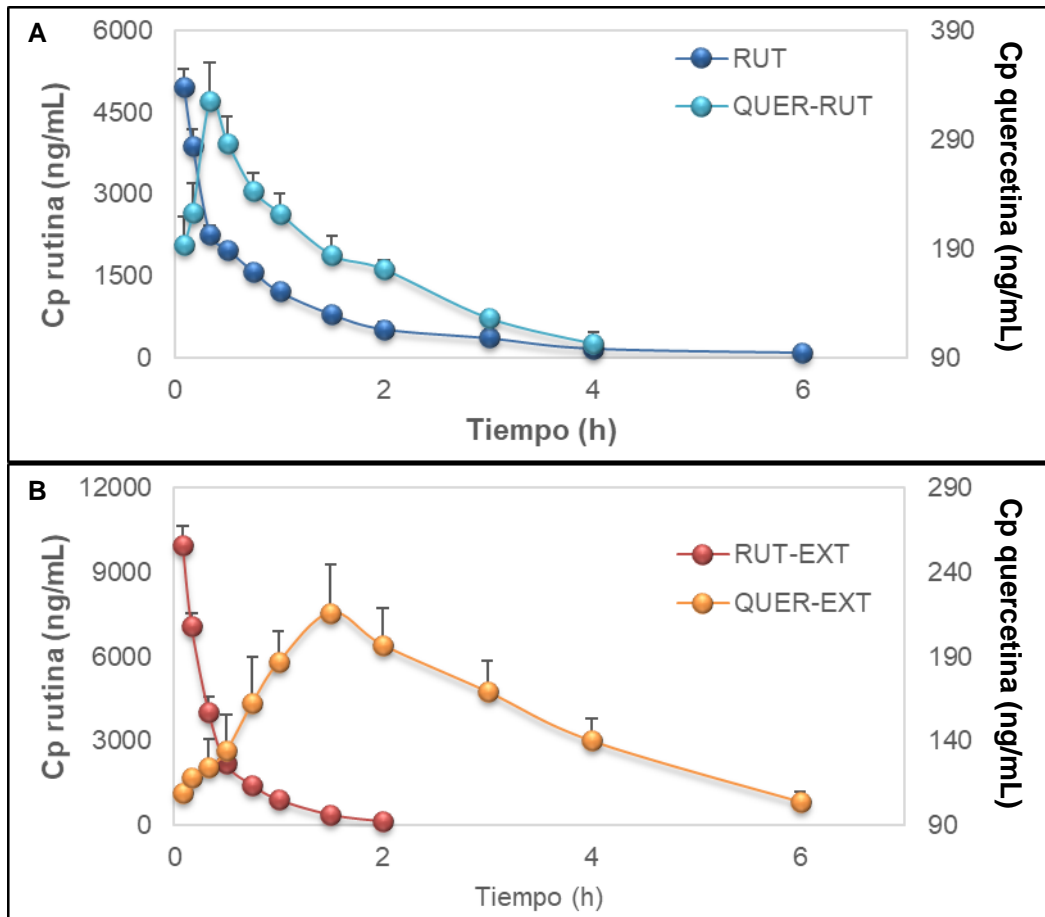 A
6000
4500
3000
1500
0
Cp rutina (ng/mL)
RUT
QUER-RUT
390
290
190
90
Cp quercetina (ng/mL)
0 2 4 6
Tiempo (h)
B
12000
9000
6000
3000
0
Cp rutina (ng/mL)
RUT-EXT
QUER-EXT
290
240
190
140
90
Cp quercetina (ng/mL)
0 2 4 6
Tiempo (h)